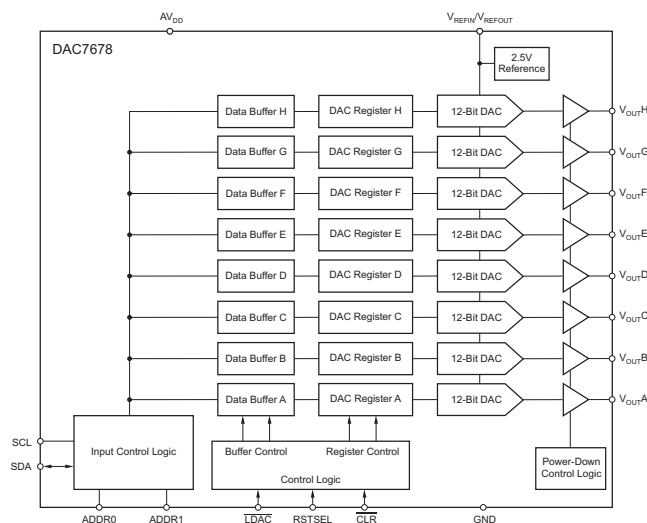 AVDD
VREFIN/VREFOUT
DAC7678
2.5V
Reference
Data Buffer H DAC Register H 12-Bit DAC VOUTH
Data Buffer G DAC Register G 12-Bit DAC VOUTG
Data Buffer F DAC Register F 12-Bit DAC VOUTF
Data Buffer E DAC Register E 12-Bit DAC VOUTE
Data Buffer D DAC Register D 12-Bit DAC VOUTD
Data Buffer C DAC Register C 12-Bit DAC VOUTC
Data Buffer B DAC Register B 12-Bit DAC VOUTB
Data Buffer A DAC Register A 12-Bit DAC VOUTA
SCL
SDA
Input Control Logic
Buffer Control Register Control
Control Logic
Power-Down
Control Logic
ADDR0 ADDR1 LDAC RSTSEL CLR GND